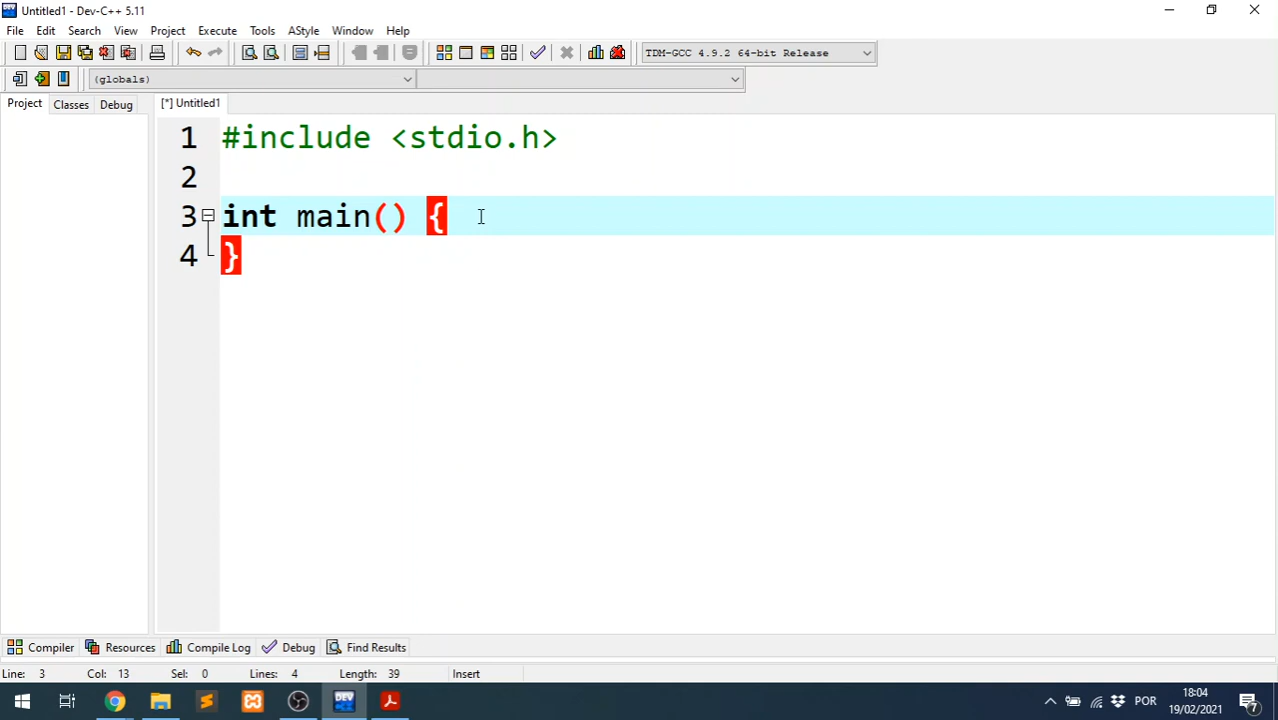 Untitled1 - Dev-C++ 5.11
File Edit Search View Project Execute Tools AStyle Window Help
TDM-GCC 4.9.2 64-bit Release
(globals)
Project Classes Debug [*] Untitled1
1 #include <stdio.h>
2
3 int main() {
4 }
Compiler Resources Compile Log Debug Find Results
Line: 3 Col: 13 Sel: 0 Lines: 4 Length: 39 Insert
DEV
POR
18:04
19/02/2021
7